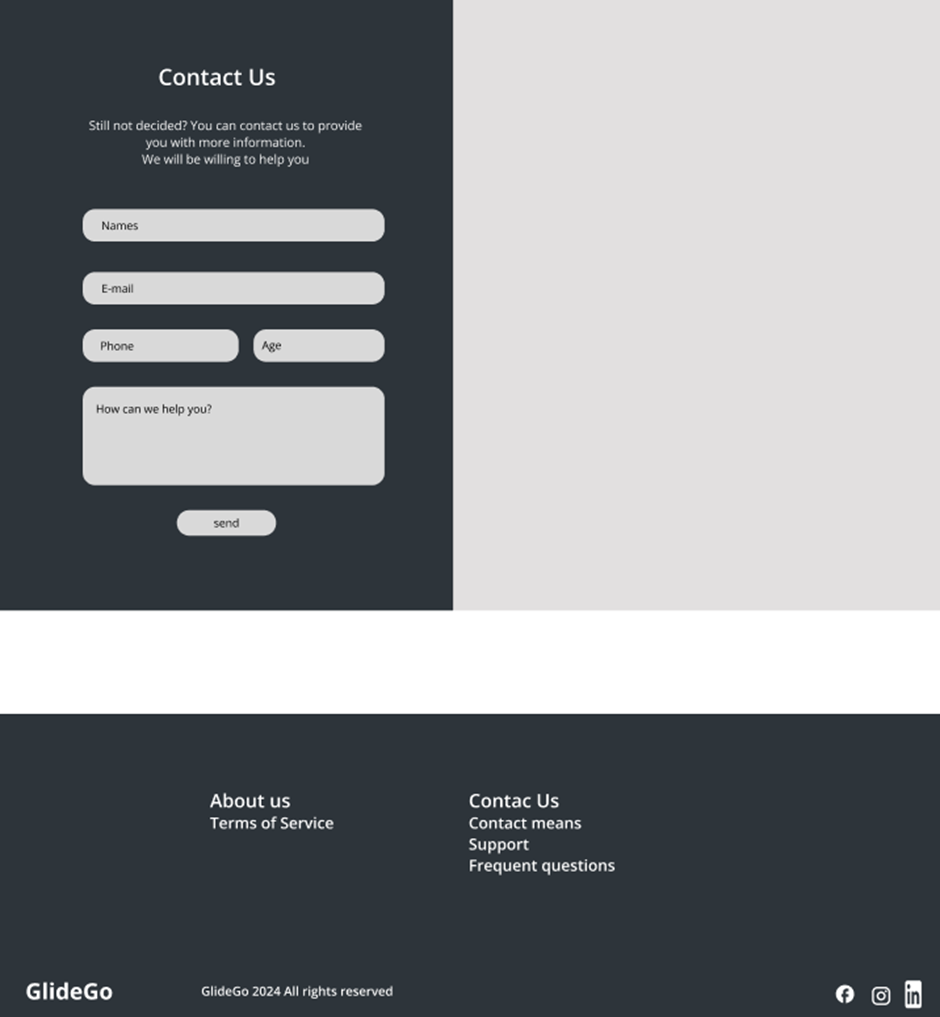 Contact Us
Still not decided? You can contact us to provide
you with more information.
We will be willing to help you
Names
E-mail
Phone
Age
How can we help you?
send
About us
Terms of Service
Contac Us
Contact means
Support
Frequent questions
GlideGo
GlideGo 2024 All rights reserved
in